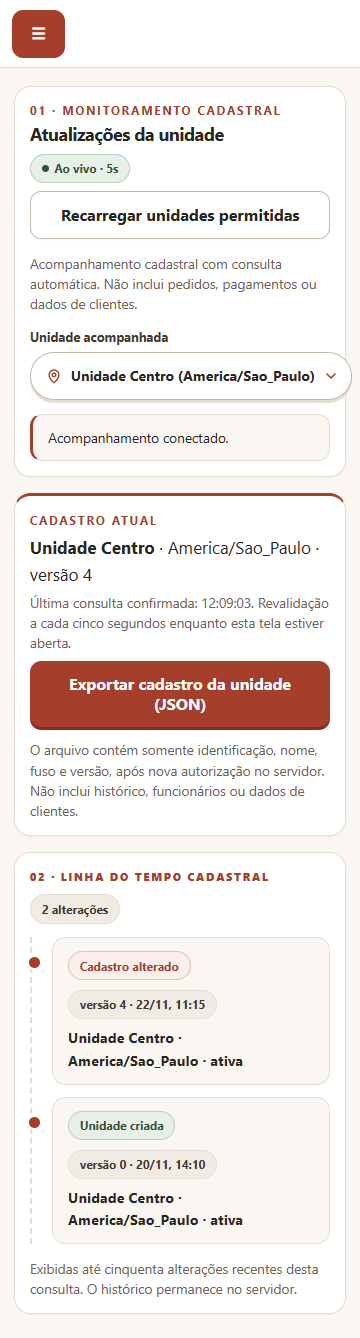 01 · MONITORAMENTO CADASTRAL
Atualizações da unidade
Ao vivo · 5s
Recarregar unidades permitidas
Acompanhamento cadastral com consulta
automática. Não inclui pedidos, pagamentos ou
dados de clientes.
Unidade acompanhada
Unidade Centro (America/Sao_Paulo)
Acompanhamento conectado.
CADASTRO ATUAL
Unidade Centro · America/Sao_Paulo ·
versão 4
Última consulta confirmada: 12:09:03. Revalidação
a cada cinco segundos enquanto esta tela estiver
aberta.
Exportar cadastro da unidade
(JSON)
O arquivo contém somente identificação, nome,
fuso e versão, após nova autorização no servidor.
Não inclui histórico, funcionários ou dados de
clientes.
02 · LINHA DO TEMPO CADASTRAL
2 alterações
Cadastro alterado
versão 4 · 22/11, 11:15
Unidade Centro ·
America/Sao_Paulo · ativa
Unidade criada
versão 0 · 20/11, 14:10
Unidade Centro ·
America/Sao_Paulo · ativa
Exibidas até cinquenta alterações recentes desta
consulta. O histórico permanece no servidor.